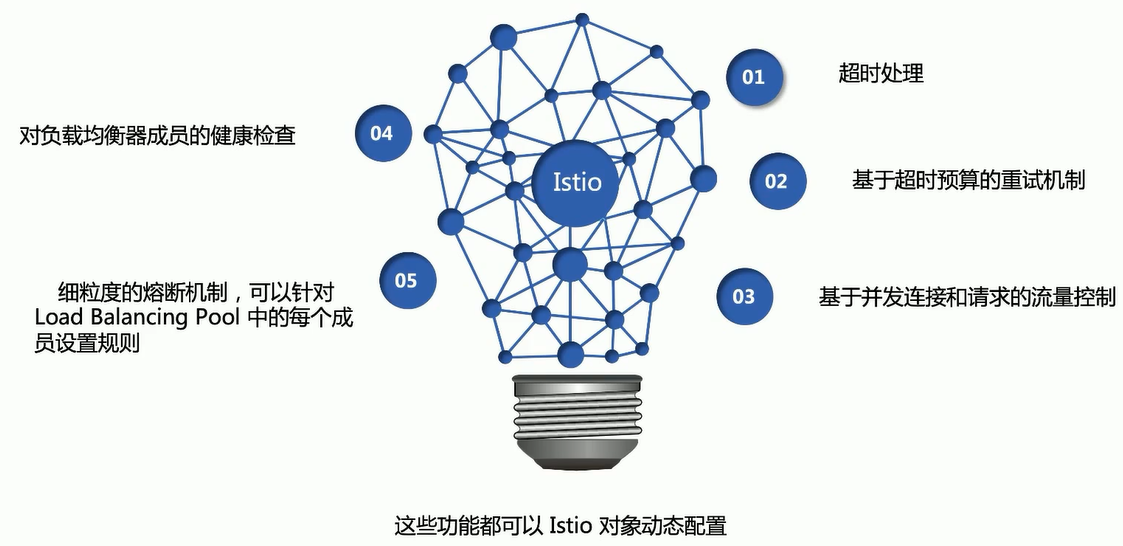 01
超时处理
04
对负载均衡器成员的健康检查
Istio
02
基于超时预算的重试机制
05
细粒度的熔断机制，可以针对
Load Balancing Pool 中的每个成
员设置规则
03
基于并发连接和请求的流量控制
这些功能都可以 Istio 对象动态配置